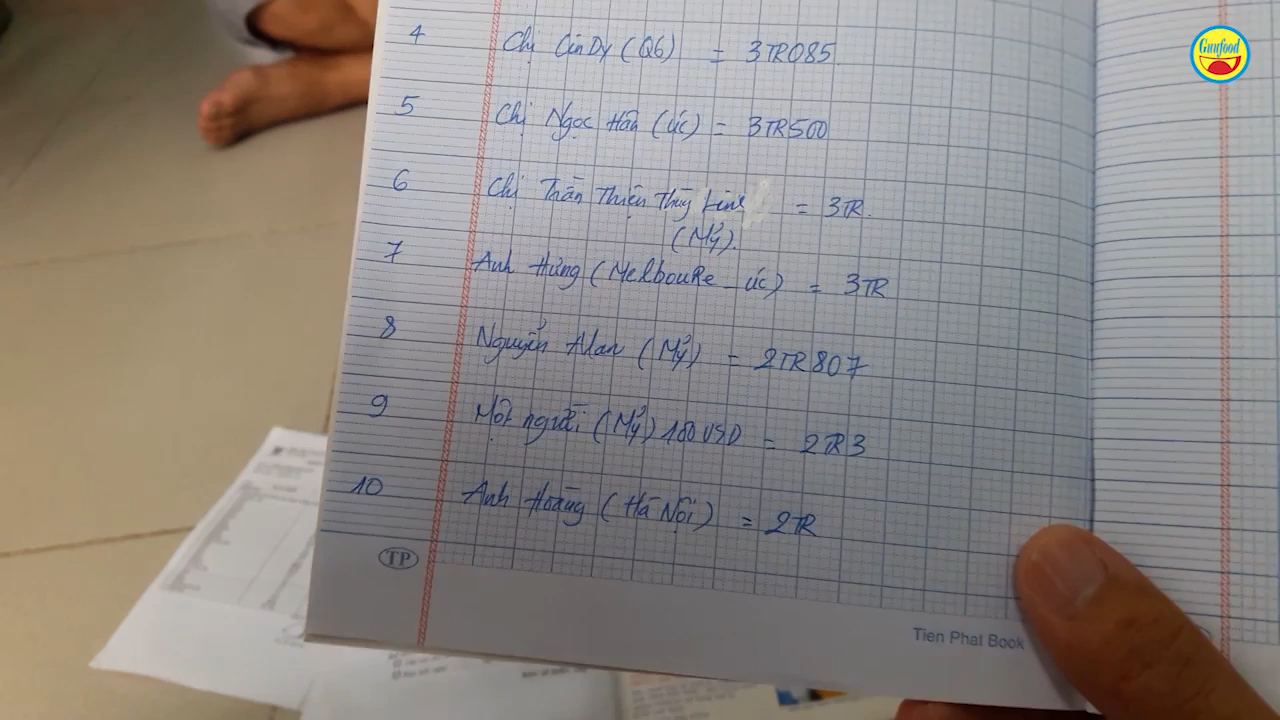 Guufood
4 Chị CinDy (Q6) = 3TR085
5 Chị Ngọc Hân (Úc) = 3TR500
6 Chị Trần Thiện Thùy Linh = 3TR.
(Mỹ).
7 Anh Hùng (MelbouRe _ Úc) = 3TR
8 Nguyễn Alan (Mỹ) = 2TR807
9 Một người (Mỹ) 100 USD = 2TR3
10 Anh Hoàng (Hà Nội) = 2TR
TP
Tien Phat Book